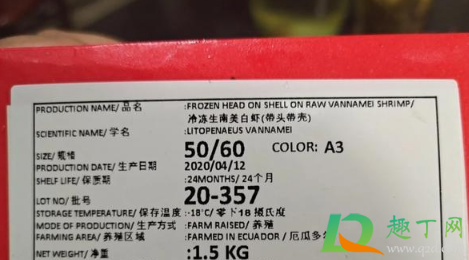 PRODUCTION NAME/ 品名 :FROZEN HEAD ON SHELL ON RAW VANNAMEI SHRIMP/
冷冻生南美白虾(带头带壳)
SCIENTIFIC NAME/学名 :LITOPENAEUS VANNAMEI
SIZE/ 规格 50/60 COLOR: A3
PRODUCTION DATE/ 生产日期 2020/04/12
SHELF LIFE/ 保质期 :24MONTHS/ 24个月
LOT NO/批号 20-357
STORAGE TEMPERATURE/ 保存温度 :-18℃/ 零下18摄氏度
MODE OF PRODUCTION/ 生产方式 :FARM RAISED/ 养殖
FARMING AREA/ 养殖区域 :FARMED IN ECUADOR / 厄瓜多
NET WEIGHT/ 净重 :1.5 KG
趣丁网